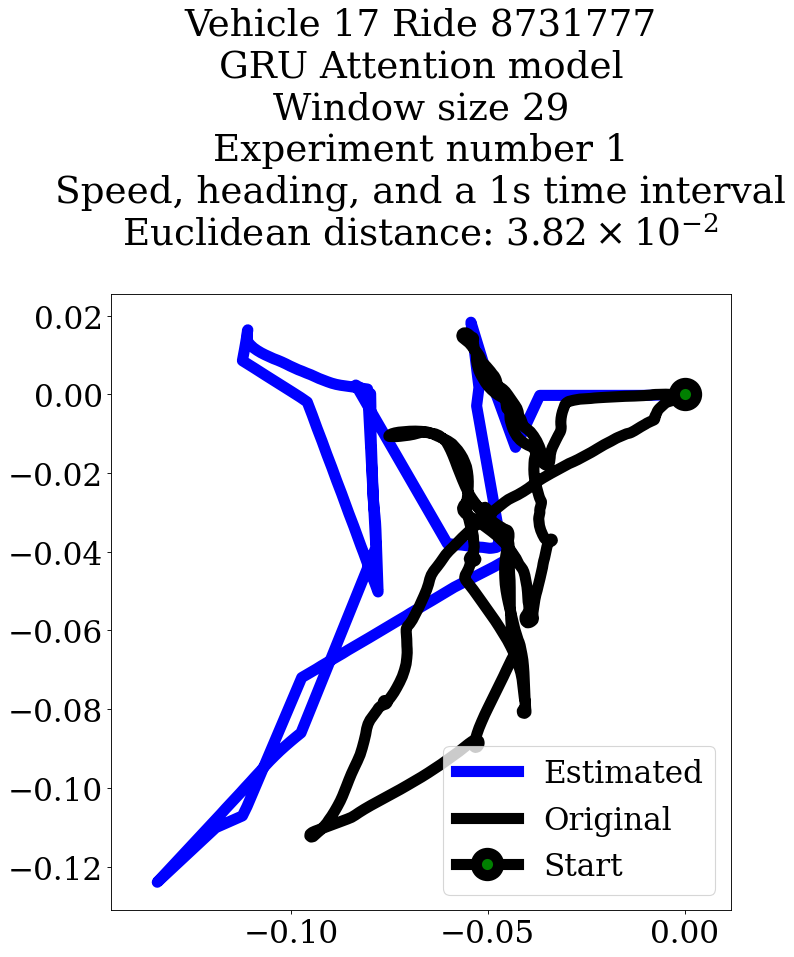 Vehicle 17 Ride 8731777
GRU Attention model
Window size 29
Experiment number 1
Speed, heading, and a 1s time interval
Euclidean distance: 3.82 × 10⁻²
0.02
0.00
−0.02
−0.04
−0.06
−0.08
−0.10
−0.12
Estimated
Original
Start
−0.10
−0.05
0.00